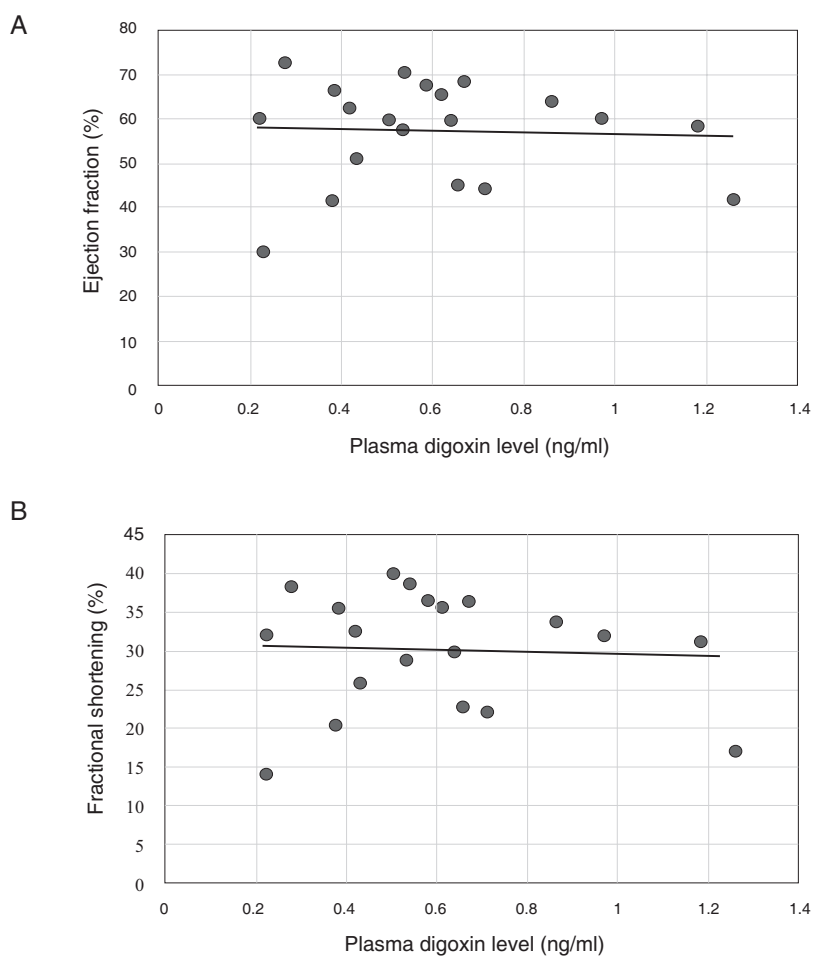 A
80
70
60
50
40
30
20
10
0
Ejection fraction (%)
0 0.2 0.4 0.6 0.8 1 1.2 1.4
Plasma digoxin level (ng/ml)
B
45
40
35
30
25
20
15
10
5
0
Fractional shortening (%)
0 0.2 0.4 0.6 0.8 1 1.2 1.4
Plasma digoxin level (ng/ml)